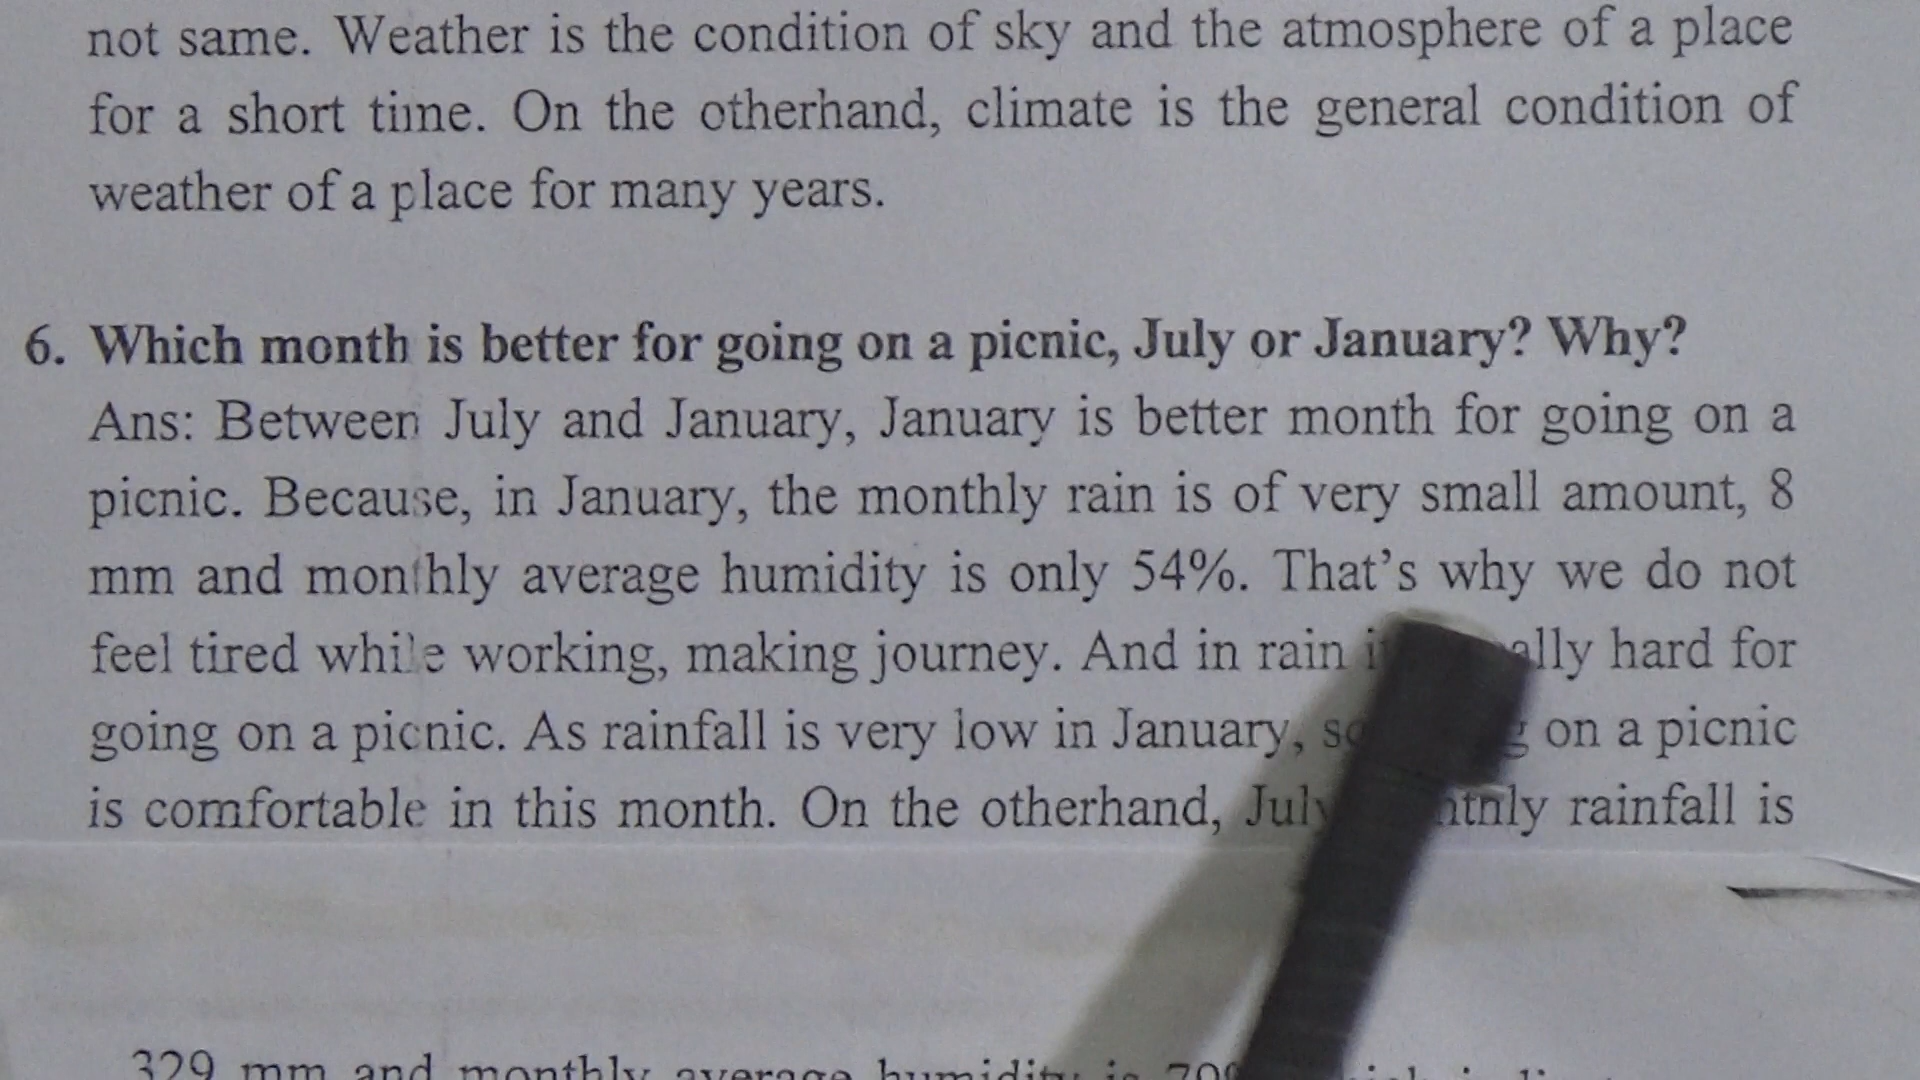 not same. Weather is the condition of sky and the atmosphere of a place
for a short time. On the otherhand, climate is the general condition of
weather of a place for many years.
6. Which month is better for going on a picnic, July or January? Why?
Ans: Between July and January, January is better month for going on a
picnic. Because, in January, the monthly rain is of very small amount, 8
mm and monthly average humidity is only 54%. That's why we do not
feel tired while working, making journey. And in rain hard for
going on a picnic. As rainfall is very low in January, on a picnic
is comfortable in this month. On the otherhand, July rainfall is
329 mm and monthly average humidity is